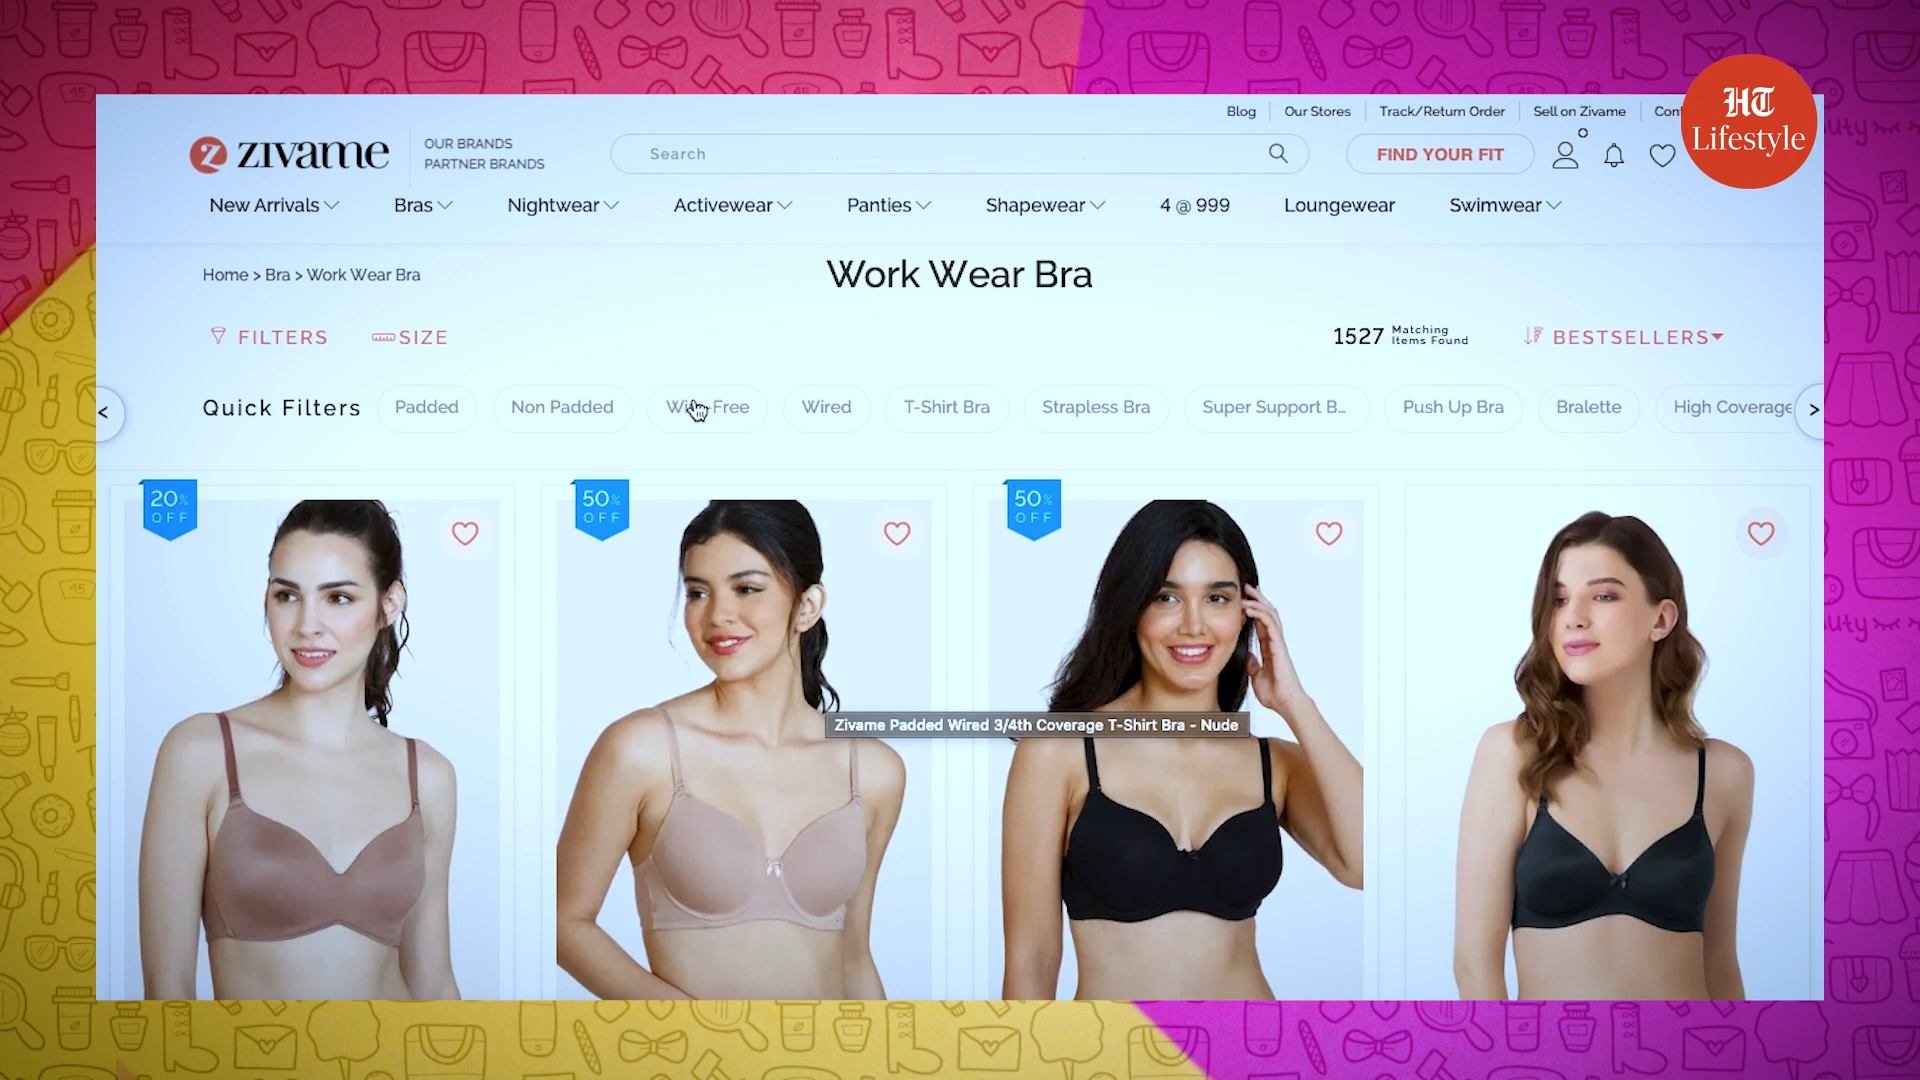 Blog
Our Stores
Track/Return Order
Sell on Zivame
HT
Lifestyle
zivame
OUR BRANDS
PARTNER BRANDS
Search
FIND YOUR FIT
New Arrivals
Bras
Nightwear
Activewear
Panties
Shapewear
4 @ 999
Loungewear
Swimwear
Home > Bra > Work Wear Bra
Work Wear Bra
FILTERS
SIZE
1527 Matching
Items Found
BESTSELLERS
<
Quick Filters
Padded
Non Padded
Wired
T-Shirt Bra
Strapless Bra
Super Support B...
Push Up Bra
Bralette
High Coverage
>
20%
OFF
50%
OFF
50%
OFF
Zivame Padded Wired 3/4th Coverage T-Shirt Bra - Nude